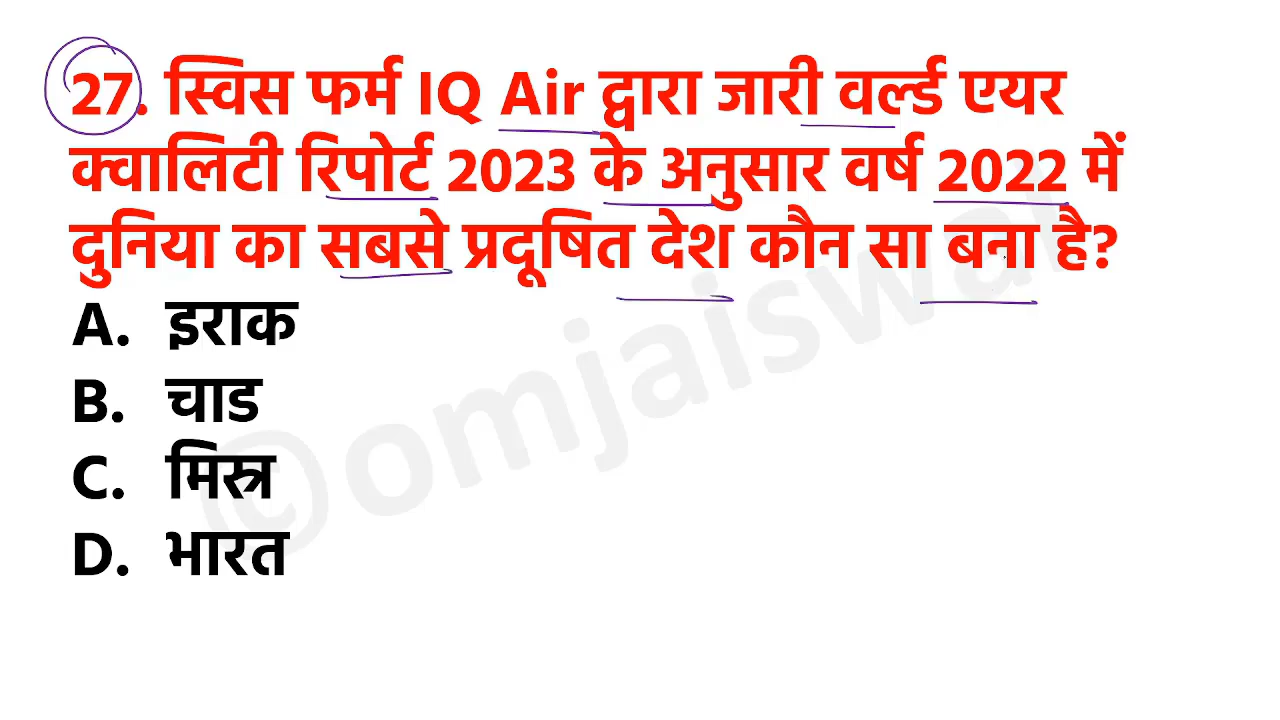 27. स्विस फर्म IQ Air द्वारा जारी वर्ल्ड एयर
क्वालिटी रिपोर्ट 2023 के अनुसार वर्ष 2022 में
दुनिया का सबसे प्रदूषित देश कौन सा बना है?
A. इराक
B. चाड
C. मिस्र
D. भारत
©omjaiswal